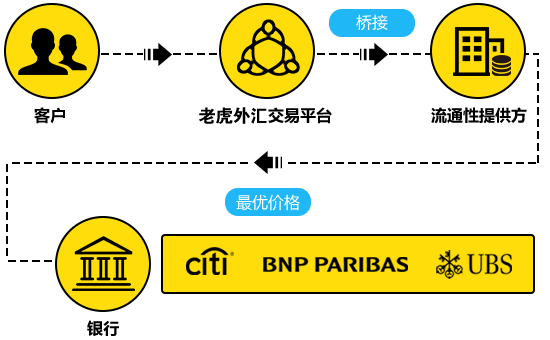 桥接
客户
老虎外汇交易平台
流通性提供方
最优价格
citi®
BNP PARIBAS
UBS
银行